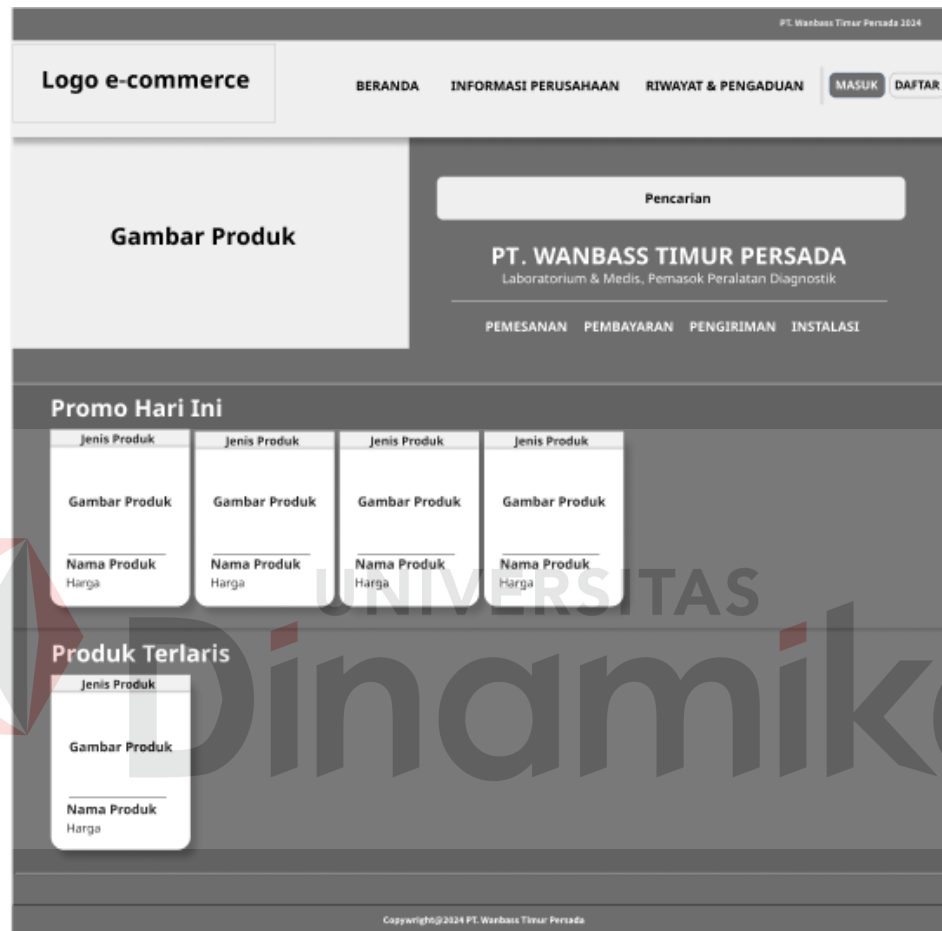 PT. Wanbass Timur Persada 2024
Logo e-commerce
BERANDA INFORMASI PERUSAHAAN RIWAYAT & PENGADUAN MASUK DAFTAR
Pencarian
Gambar Produk
PT. WANBASS TIMUR PERSADA
Laboratorium & Medis, Pemasok Peralatan Diagnostik
PEMESANAN PEMBAYARAN PENGIRIMAN INSTALASI
Promo Hari Ini
Jenis Produk Jenis Produk Jenis Produk Jenis Produk
Gambar Produk Gambar Produk Gambar Produk Gambar Produk
Nama Produk Nama Produk Nama Produk Nama Produk
Harga Harga Harga Harga
UNIVERSITAS
Dinamika
Produk Terlaris
Jenis Produk
Gambar Produk
Nama Produk
Harga
Copywright@2024 PT. Wanbass Timur Persada